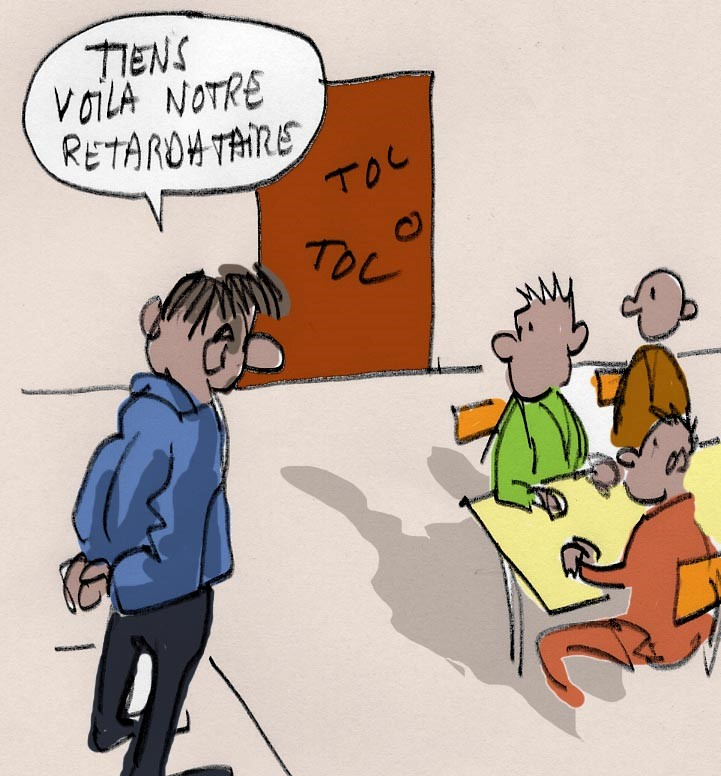 TIENS
VOILA NOTRE
RETARDATAIRE
TOC
TOC